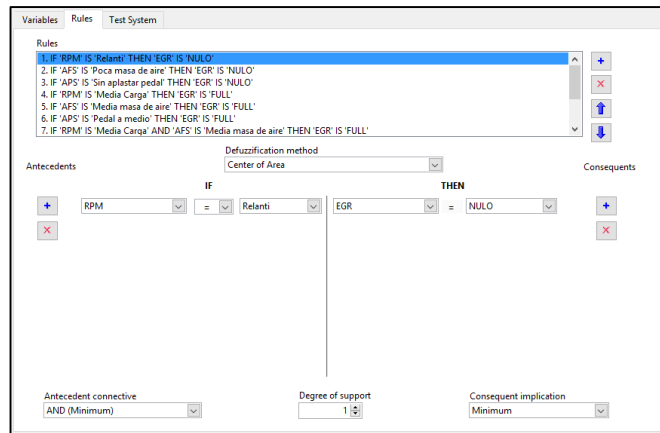 Variables Rules Test System
Rules
1. IF 'RPM' IS 'Relanti' THEN 'EGR' IS 'NULO'
2. IF 'AFS' IS 'Poca masa de aire' THEN 'EGR' IS 'NULO'
3. IF 'APS' IS 'Sin aplastar pedal' THEN 'EGR' IS 'NULO'
4. IF 'RPM' IS 'Media Carga' THEN 'EGR' IS 'FULL'
5. IF 'AFS' IS 'Media masa de aire' THEN 'EGR' IS 'FULL'
6. IF 'APS' IS 'Pedal a medio' THEN 'EGR' IS 'FULL'
7. IF 'RPM' IS 'Media Carga' AND 'AFS' IS 'Media masa de aire' THEN 'EGR' IS 'FULL'
Defuzzification method
Antecedents Center of Area Consequents
IF THEN
RPM = Relanti EGR = NULO
Antecedent connective Degree of support Consequent implication
AND (Minimum) 1 Minimum